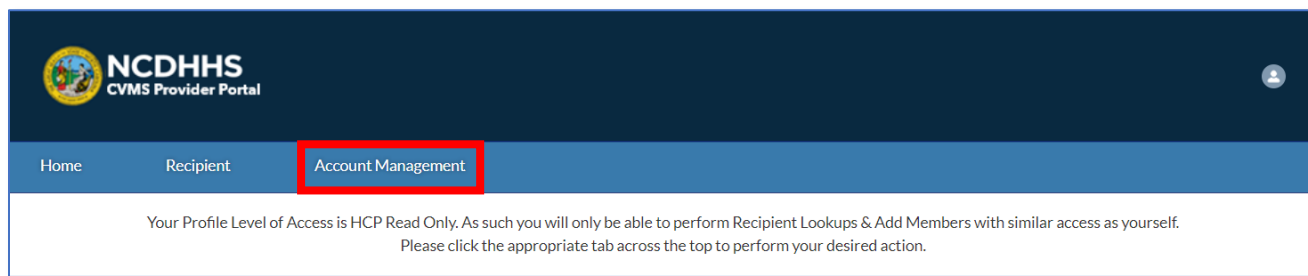 NCDHHS
CVMS Provider Portal
Home Recipient Account Management
Your Profile Level of Access is HCP Read Only. As such you will only be able to perform Recipient Lookups & Add Members with similar access as yourself.
Please click the appropriate tab across the top to perform your desired action.